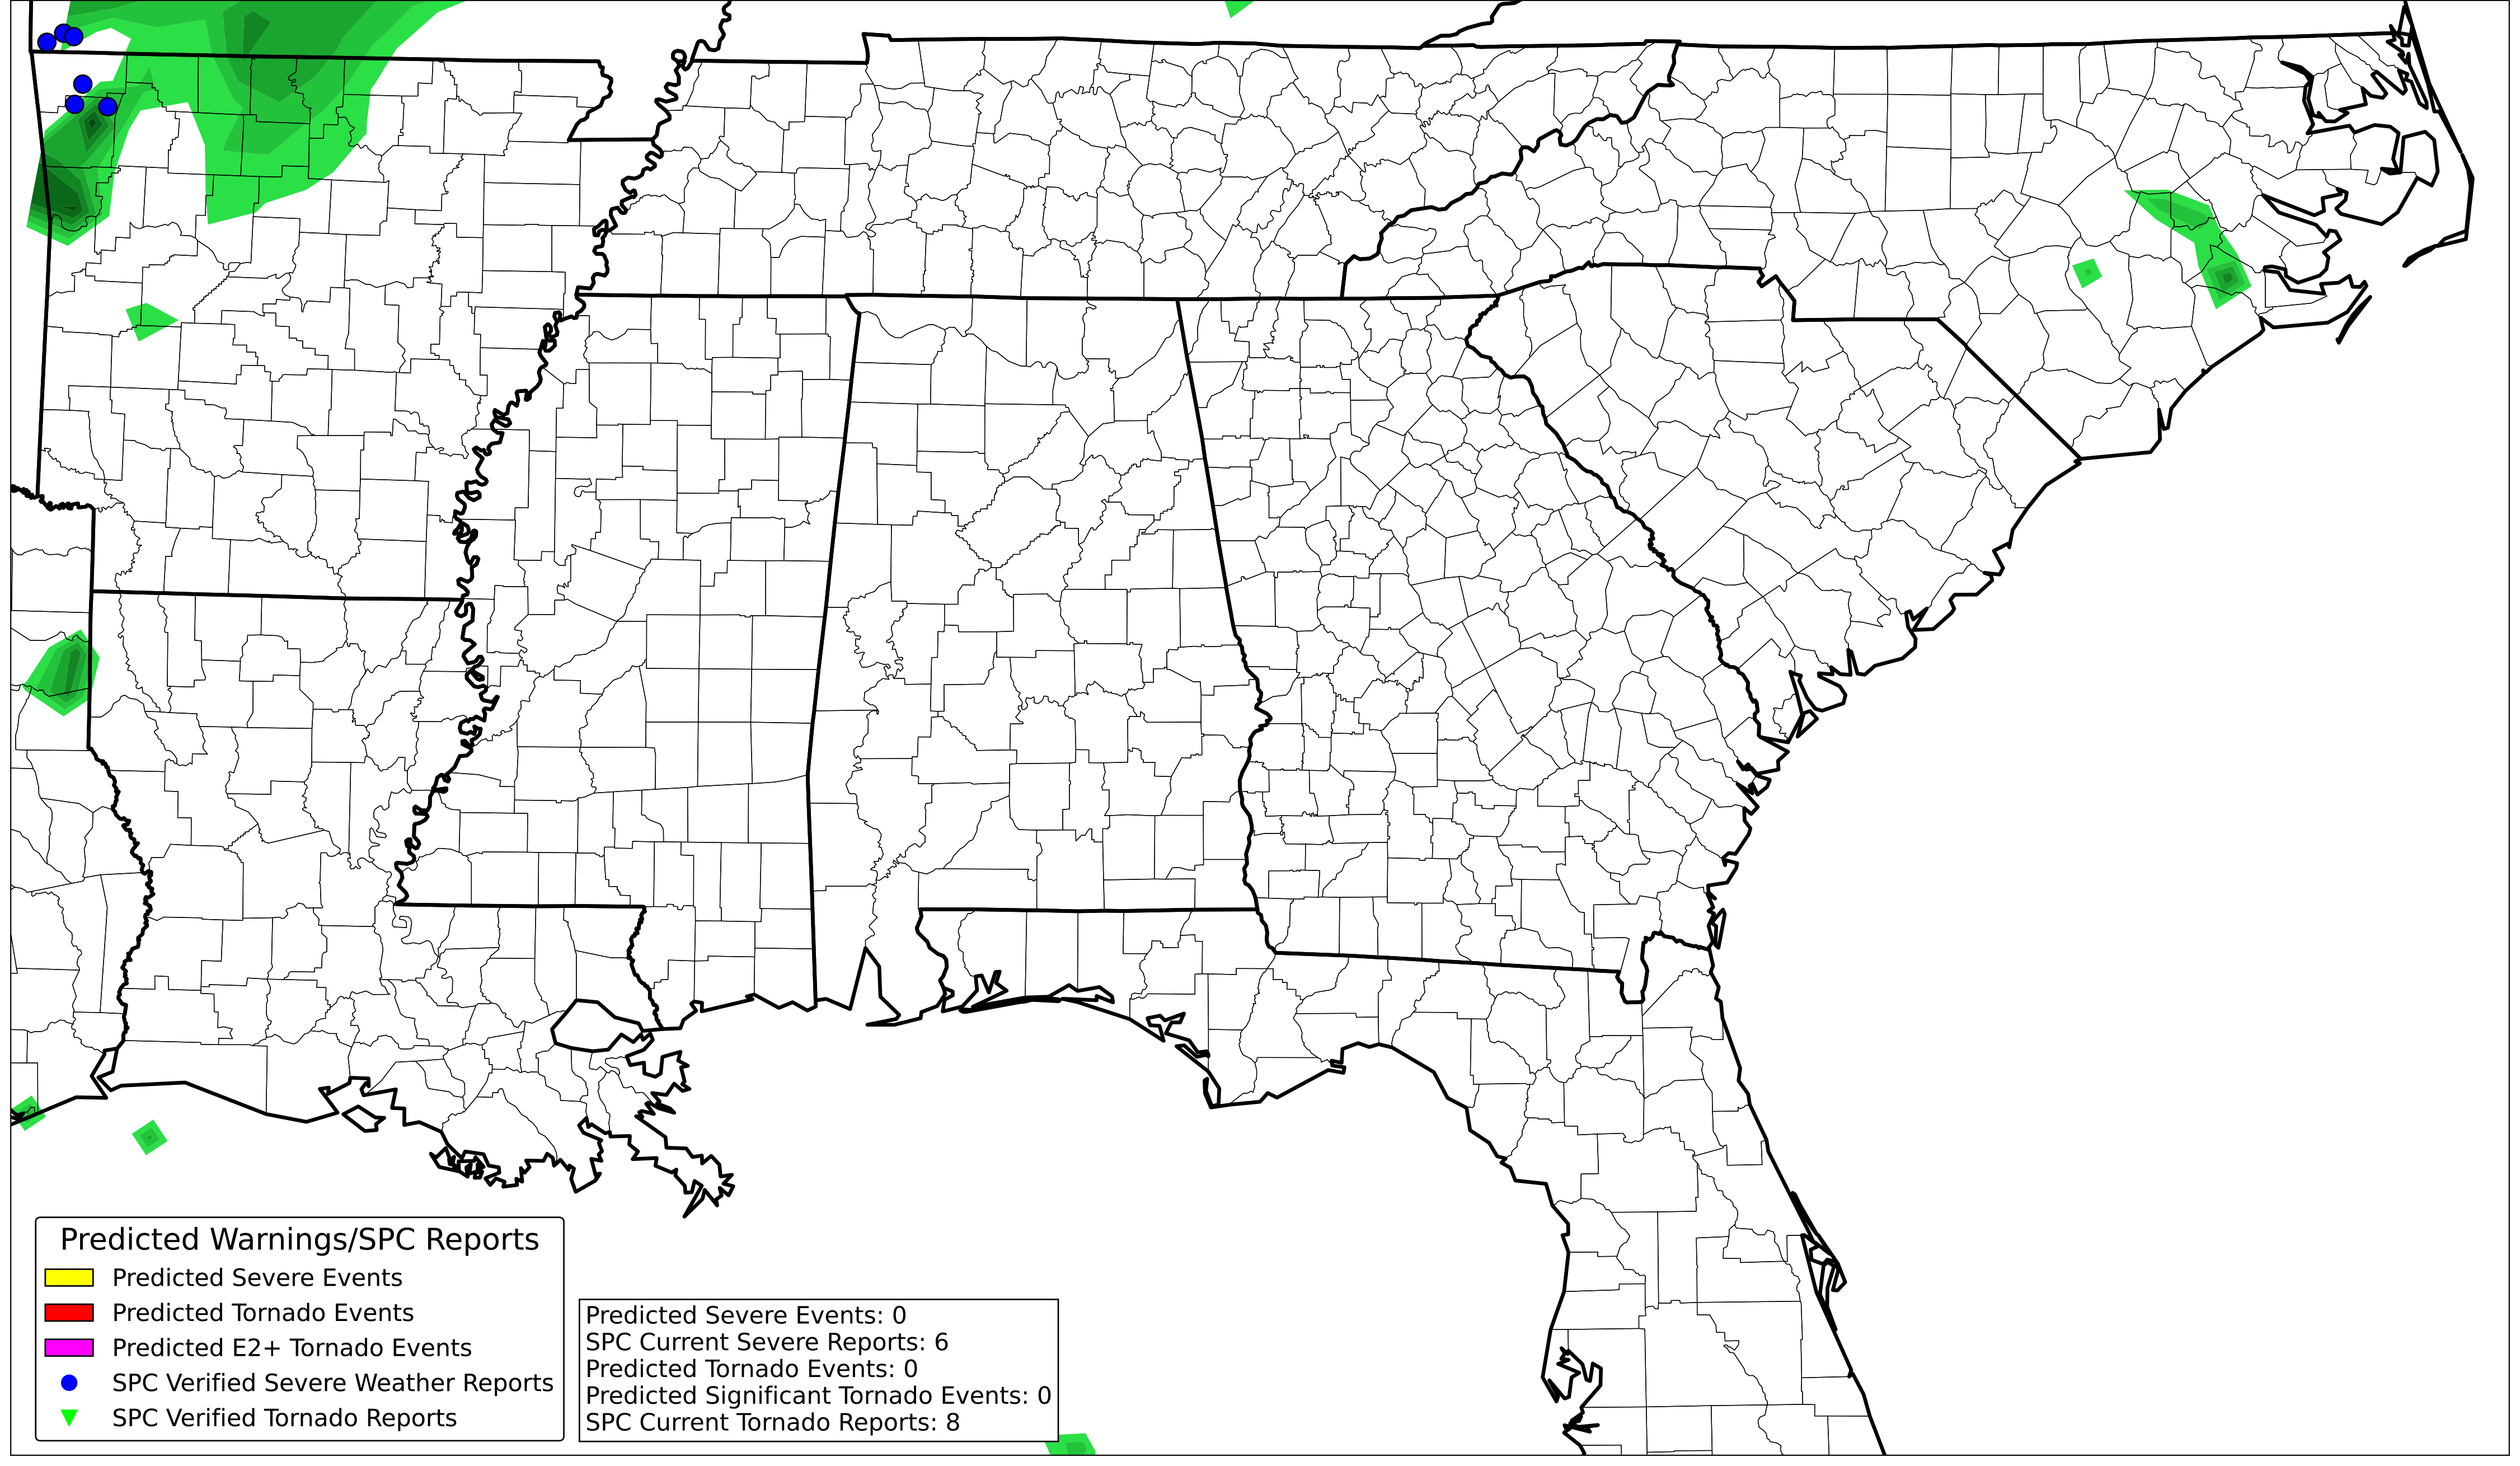 Predicted Warnings/SPC Reports
Predicted Severe Events
Predicted Tornado Events
Predicted E2+ Tornado Events
SPC Verified Severe Weather Reports
SPC Verified Tornado Reports
Predicted Severe Events: 0
SPC Current Severe Reports: 6
Predicted Tornado Events: 0
Predicted Significant Tornado Events: 0
SPC Current Tornado Reports: 8